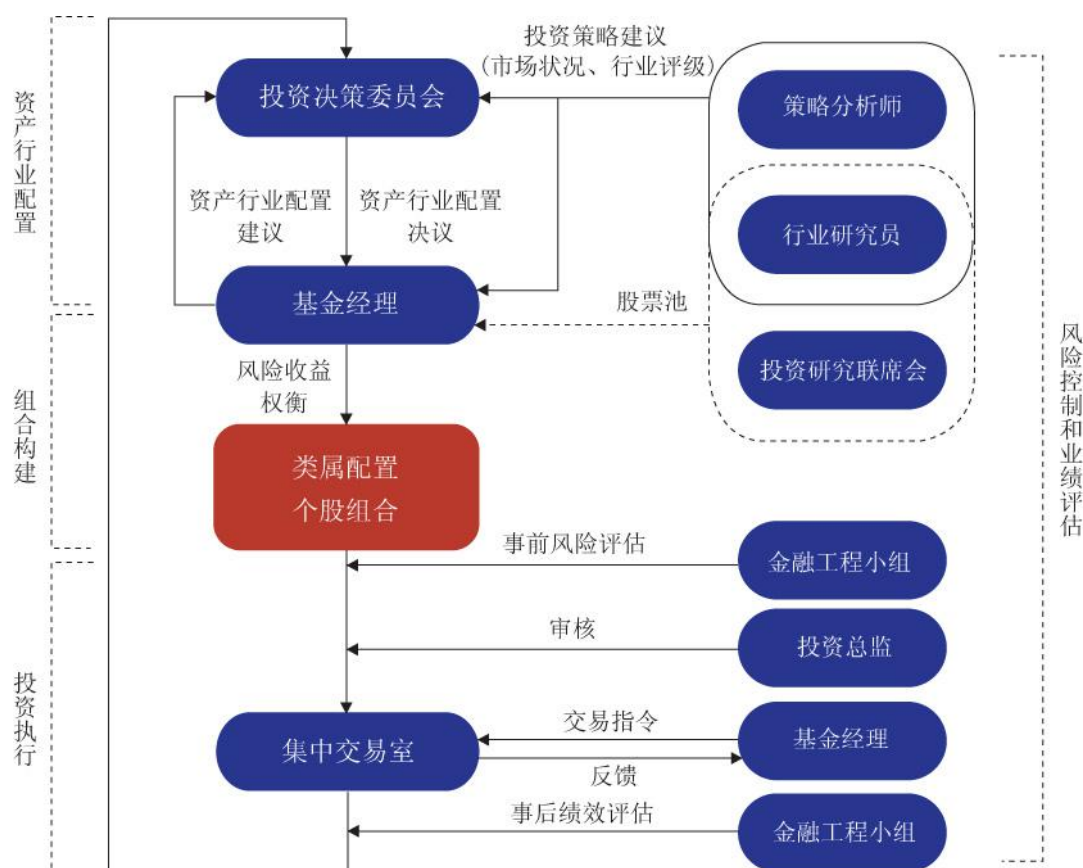 投资策略建议
(市场状况、行业评级)
投资决策委员会
策略分析师
资产行业配置
资产行业配置
建议
资产行业配置
决议
行业研究员
基金经理
股票池
投资研究联席会
风险收益
权衡
组合构建
风险控制和业绩评估
类属配置
个股组合
事前风险评估
金融工程小组
审核
投资总监
投资执行
交易指令
集中交易室
基金经理
反馈
事后绩效评估
金融工程小组